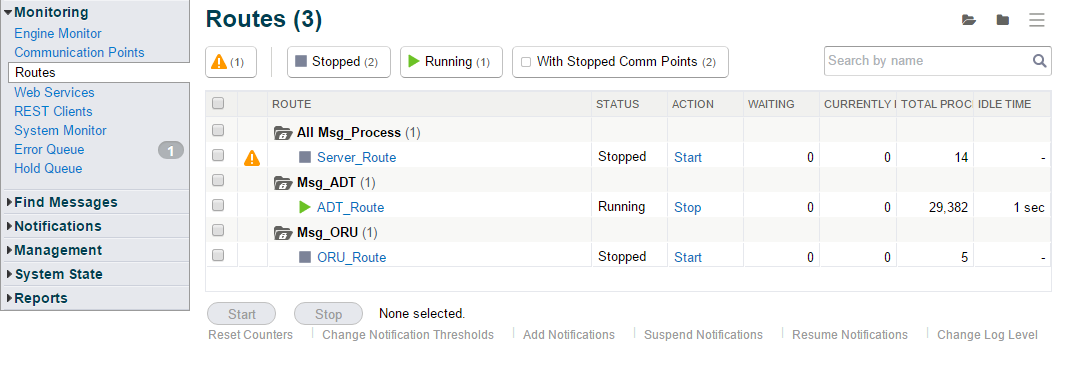 Monitoring
Engine Monitor
Communication Points
Routes
Web Services
REST Clients
System Monitor
Error Queue 1
Hold Queue
Find Messages
Notifications
Management
System State
Reports
Routes (3)
(1) Stopped (2) Running (1) With Stopped Comm Points (2) Search by name
ROUTE STATUS ACTION WAITING CURRENTLY TOTAL PROC IDLE TIME
All Msg_Process (1)
Server_Route Stopped Start 0 0 14 -
Msg_ADT (1)
ADT_Route Running Stop 0 0 29,382 1 sec
Msg_ORU (1)
ORU_Route Stopped Start 0 0 5 -
Start Stop None selected.
Reset Counters Change Notification Thresholds Add Notifications Suspend Notifications Resume Notifications Change Log Level